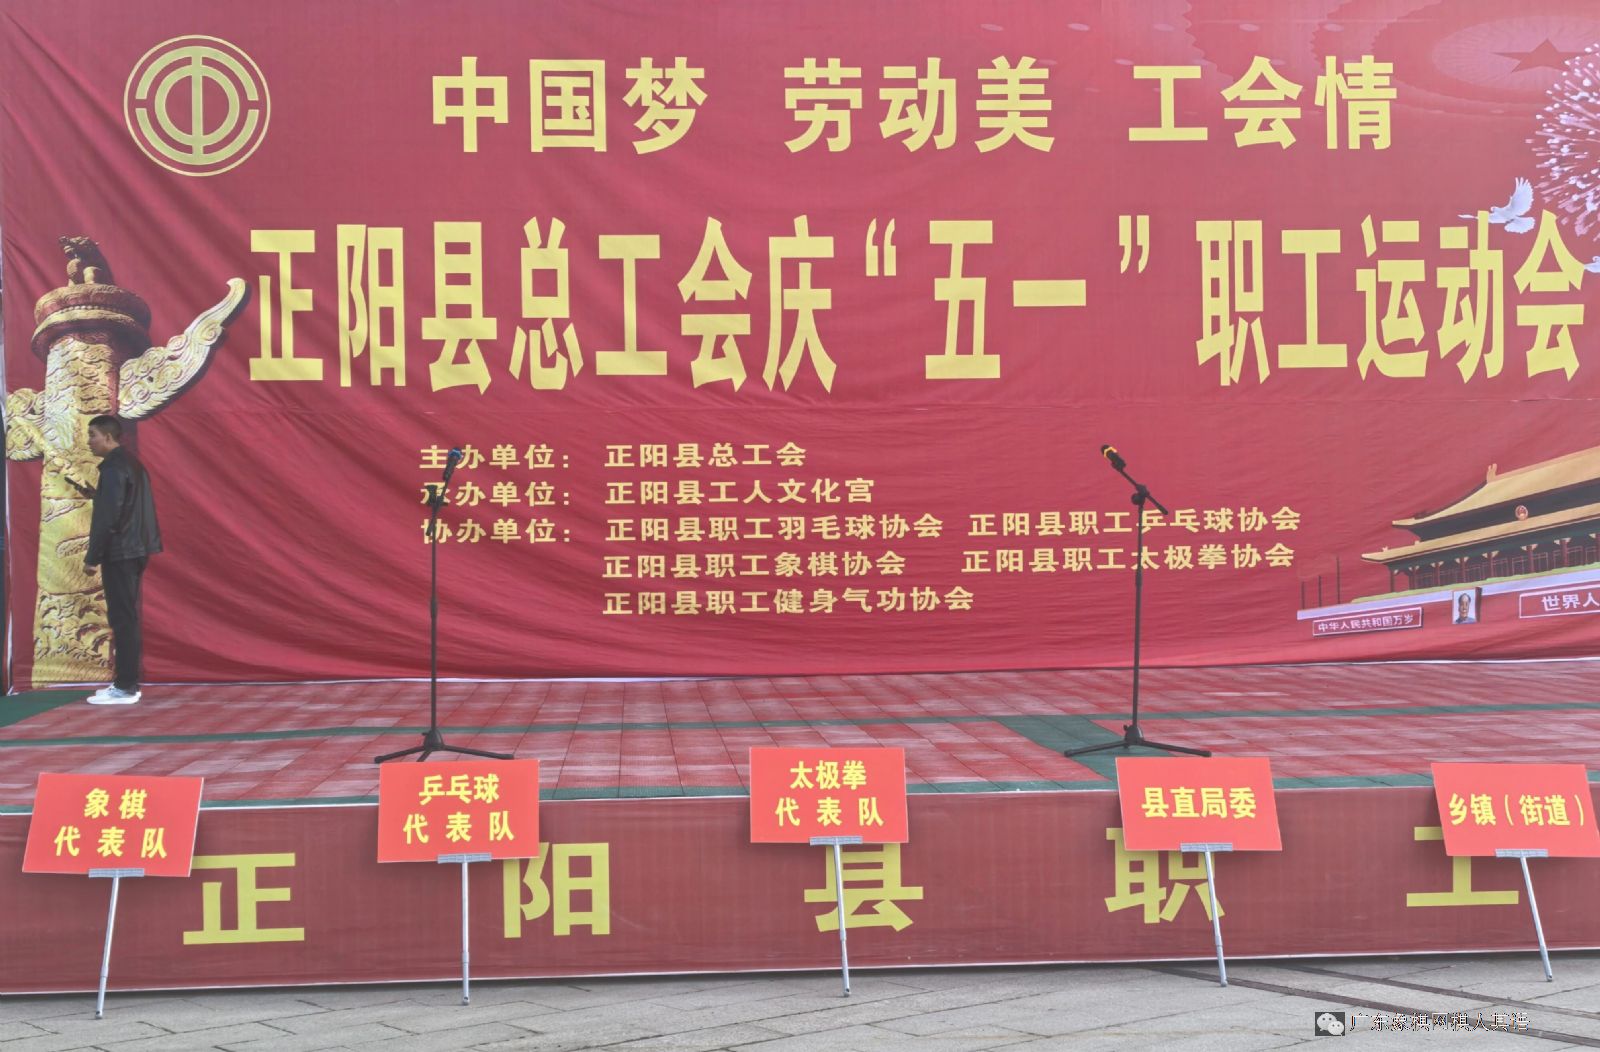 中国梦 劳动美 工会情
正阳县总工会庆“五一”职工运动会
主办单位：正阳县总工会
承办单位：正阳县工人文化宫
协办单位：正阳县职工羽毛球协会 正阳县职工乒乓球协会
正阳县职工象棋协会 正阳县职工太极拳协会
正阳县职工健身气功协会
中华人民共和国万岁
世界人
象棋
代表队
乒乓球
代表队
太极拳
代表队
县直局委
乡镇（街道）
正阳县职工
广东象棋网棋人其谐